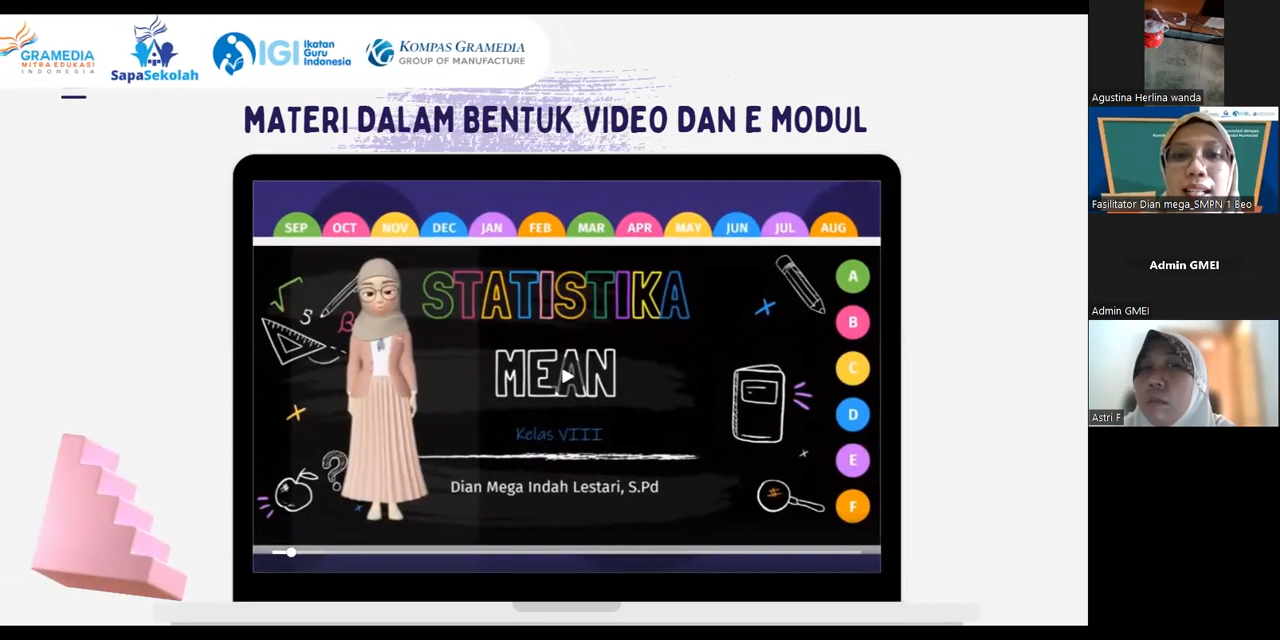 GRAMEDIA
MITRA EDUKASI
INDONESIA
SapaSekolah
IGI
Ikatan
Guru
Indonesia
KOMPAS GRAMEDIA
GROUP OF MANUFACTURE
MATERI DALAM BENTUK VIDEO DAN E MODUL
SEP OCT NOV DEC JAN FEB MAR APR MAY JUN JUL AUG
STATISTIKA
MEAN
Kelas VIII
Dian Mega Indah Lestari, S.Pd
5
A
B
C
D
E
F
Agustina Herlina wanda
Fasilitator Dian mega_SMPN 1 Beo
Admin GMEI
Admin GMEI
Astri F